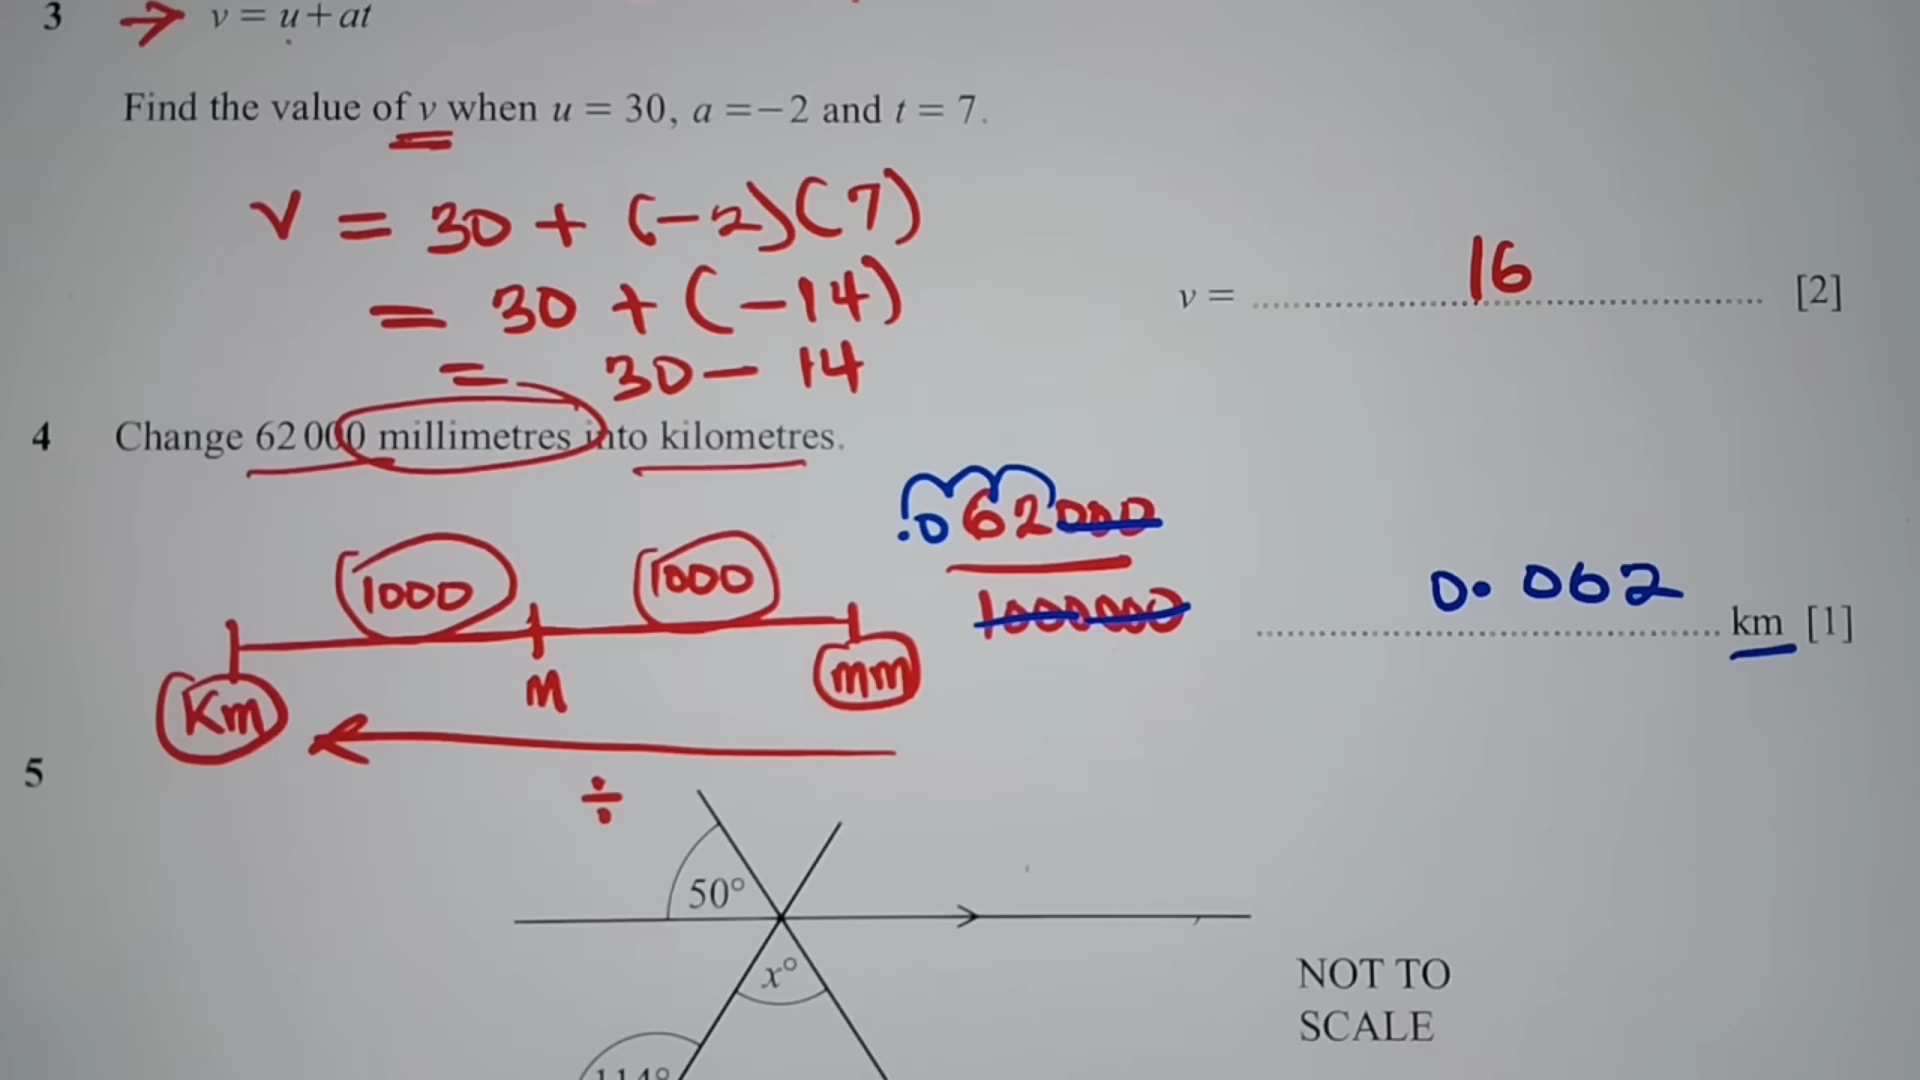 3 → v = u + at
Find the value of v when u = 30, a = −2 and t = 7.
v = 30 + (−2)(7)
= 30 + (−14)
= 30 − 14
v = 16 [2]
4 Change 62 000 millimetres into kilometres.
.062000
1000000
1000 1000
Km M mm
0.062 km [1]
÷
5
50°
x°
NOT TO
SCALE
114°